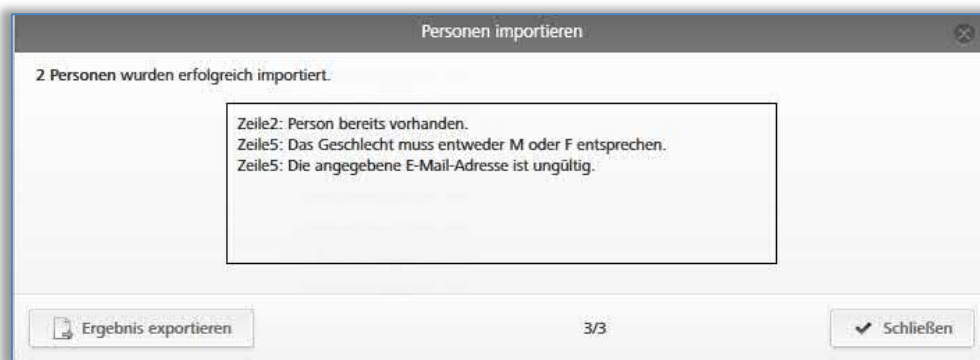 Personen importieren
2 Personen wurden erfolgreich importiert.
Zeile2: Person bereits vorhanden.
Zeile5: Das Geschlecht muss entweder M oder F entsprechen.
Zeile5: Die angegebene E-Mail-Adresse ist ungültig.
Ergebnis exportieren
3/3
Schließen